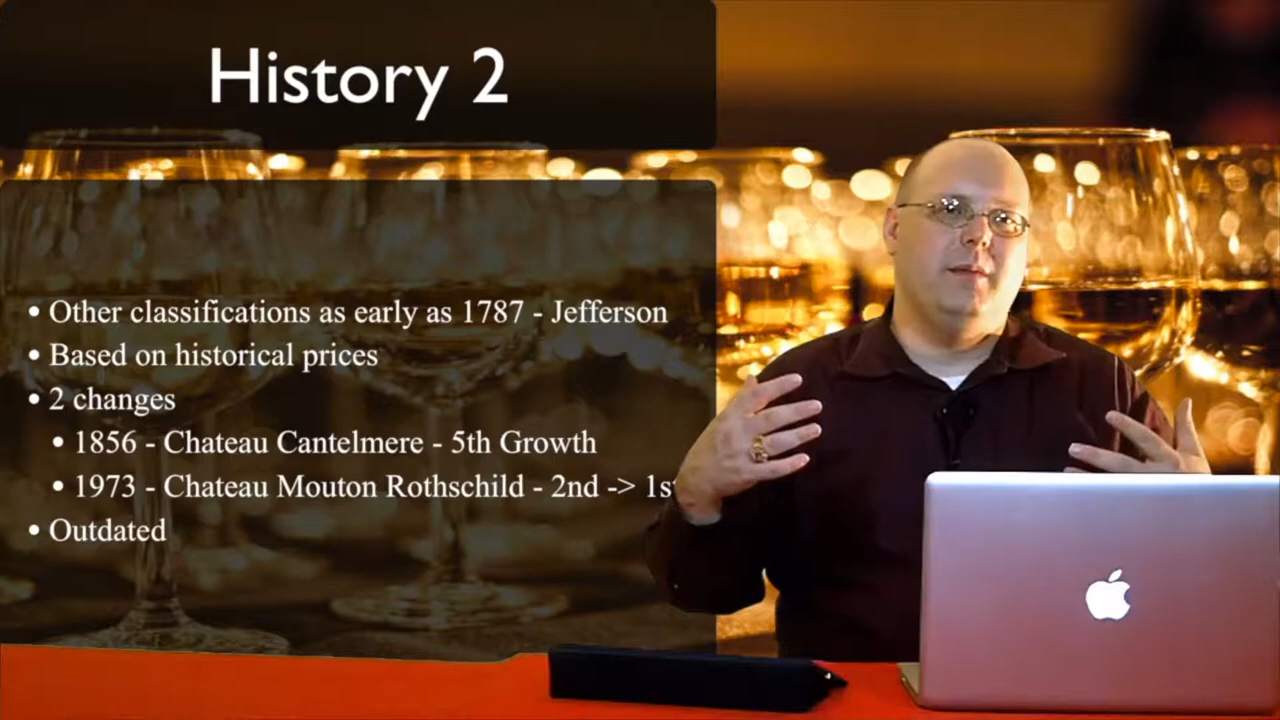 History 2
• Other classifications as early as 1787 - Jefferson
• Based on historical prices
• 2 changes
• 1856 - Chateau Cantelmere - 5th Growth
• 1973 - Chateau Mouton Rothschild - 2nd -> 1st
• Outdated